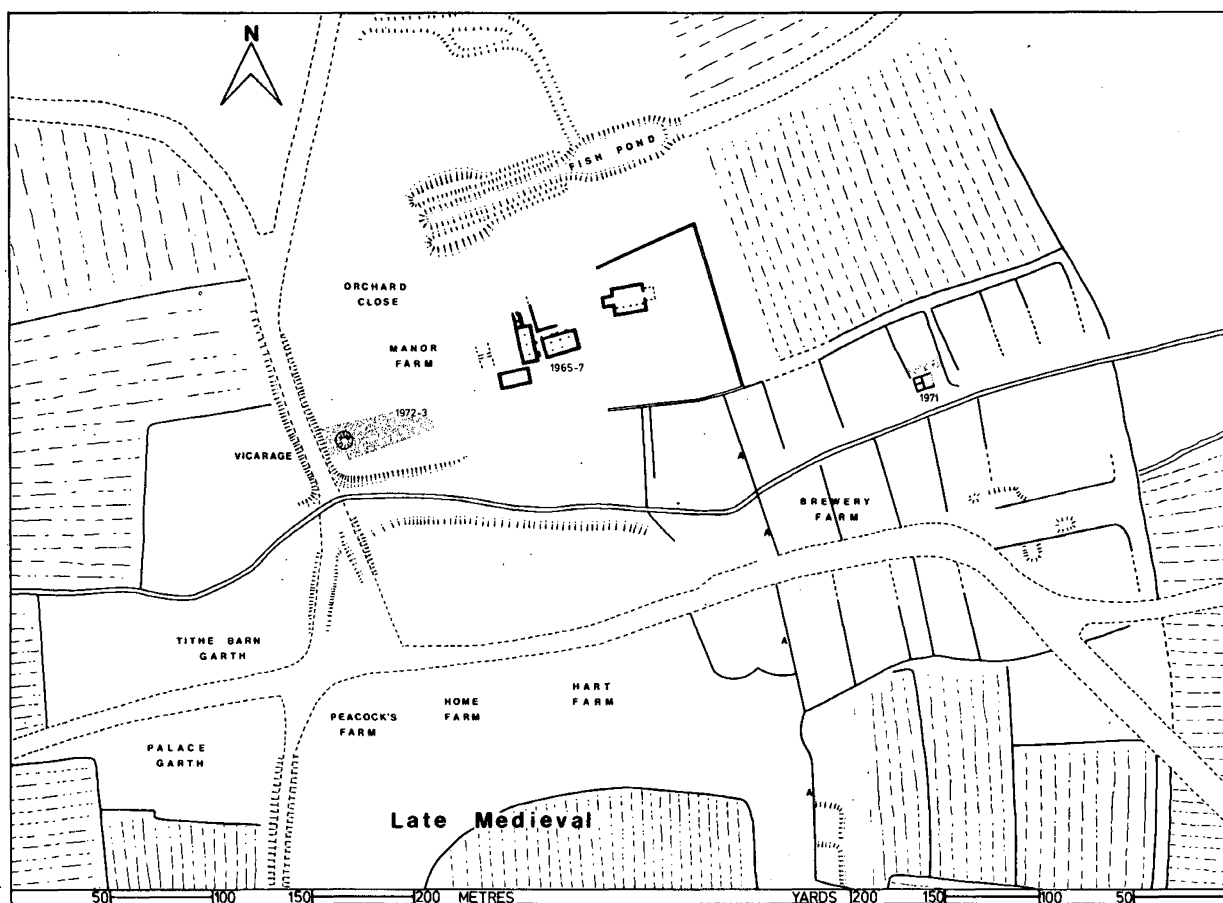 N
FISH POND
ORCHARD
CLOSE
MANOR
FARM
1965-7
1971
1972-3
VICARAGE
A
BREWERY
FARM
A
TITHE BARN
GARTH
A
HART
FARM
HOME
FARM
PEACOCK'S
FARM
PALACE
GARTH
A
Late Medieval
50 100 150 200 METRES YARDS 200 150 100 50